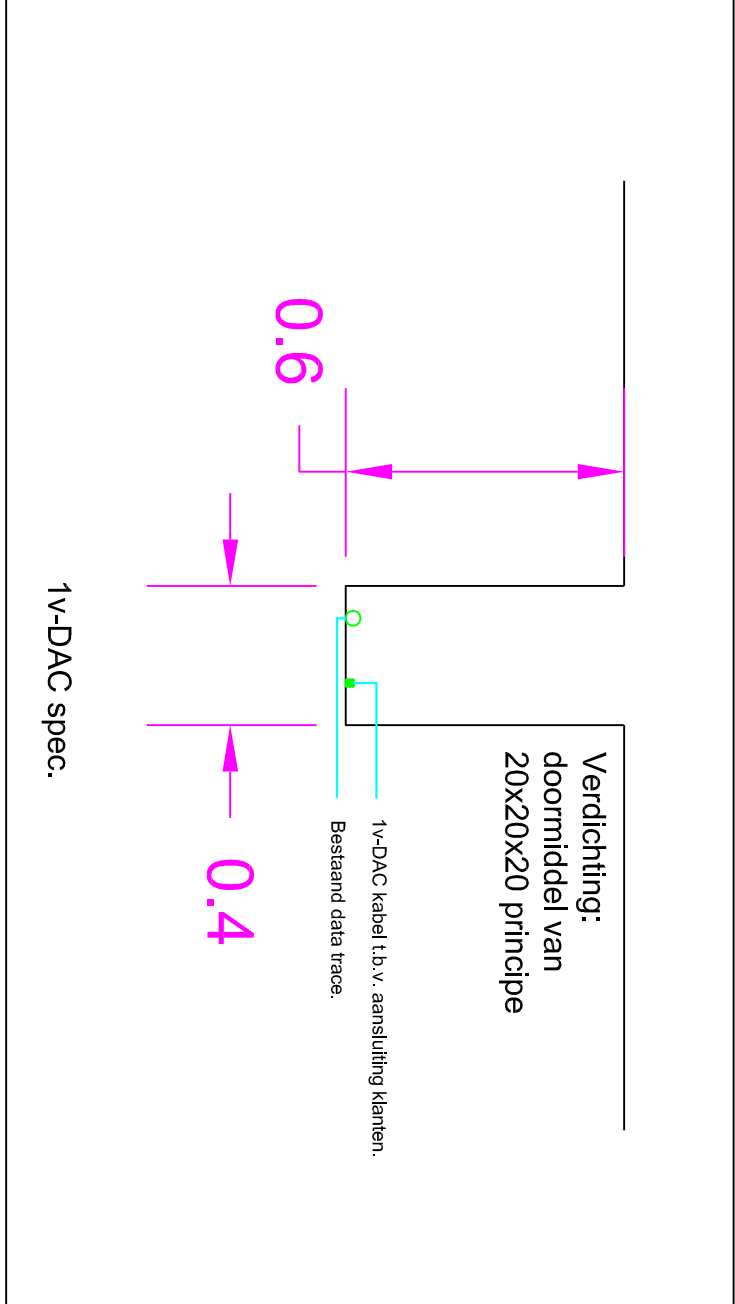 Verdichting:
doormiddel van
20x20x20 principe
1v-DAC kabel t.b.v. aansluiting klanten.
Bestaand data trace.
0.6
0.4
1v-DAC spec.